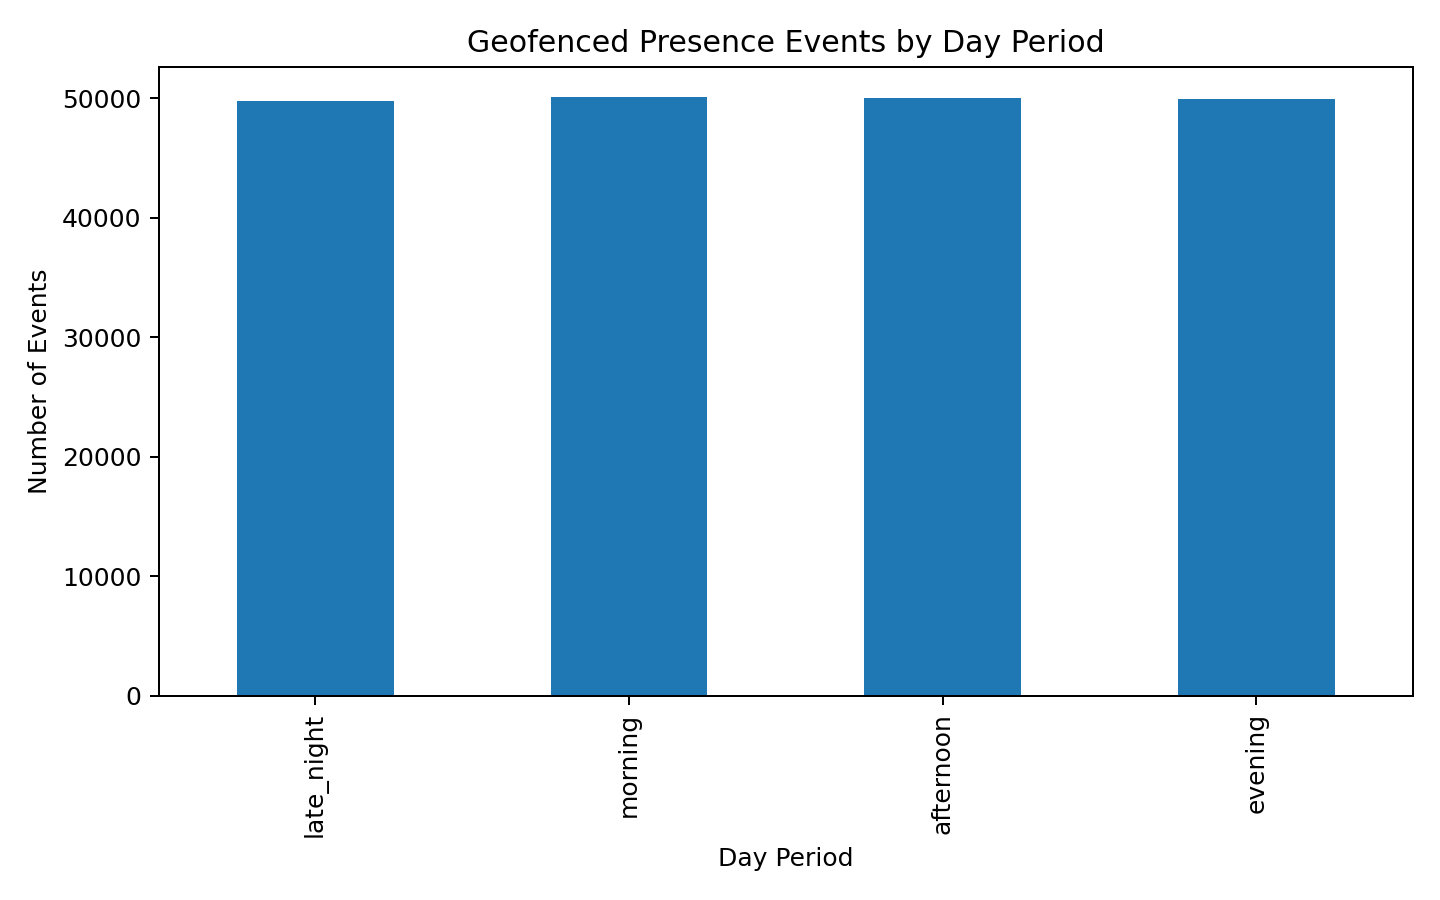 Geofenced Presence Events by Day Period
Number of Events
50000
40000
30000
20000
10000
0
late_night
morning
afternoon
evening
Day Period